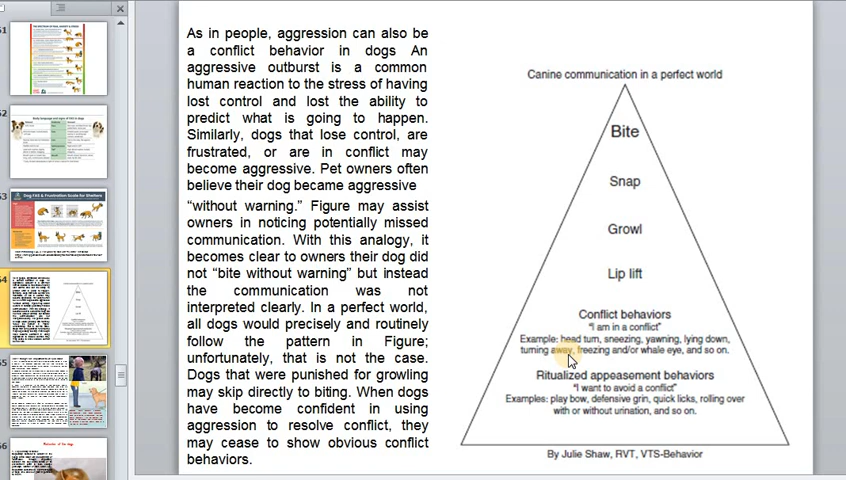 As in people, aggression can also be
a conflict behavior in dogs An
aggressive outburst is a common
human reaction to the stress of having
lost control and lost the ability to
predict what is going to happen.
Similarly, dogs that lose control, are
frustrated, or are in conflict may
become aggressive. Pet owners often
believe their dog became aggressive
“without warning.” Figure may assist
owners in noticing potentially missed
communication. With this analogy, it
becomes clear to owners their dog did
not “bite without warning” but instead
the communication was not
interpreted clearly. In a perfect world,
all dogs would precisely and routinely
follow the pattern in Figure;
unfortunately, that is not the case.
Dogs that were punished for growling
may skip directly to biting. When dogs
have become confident in using
aggression to resolve conflict, they
may cease to show obvious conflict
behaviors.
Canine communication in a perfect world
Bite
Snap
Growl
Lip lift
Conflict behaviors
“I am in a conflict”
Example: head turn, sneezing, yawning, lying down,
turning away, freezing and/or whale eye, and so on.
Ritualized appeasement behaviors
“I want to avoid a conflict”
Examples: play bow, defensive grin, quick licks, rolling over
with or without urination, and so on.
By Julie Shaw, RVT, VTS-Behavior